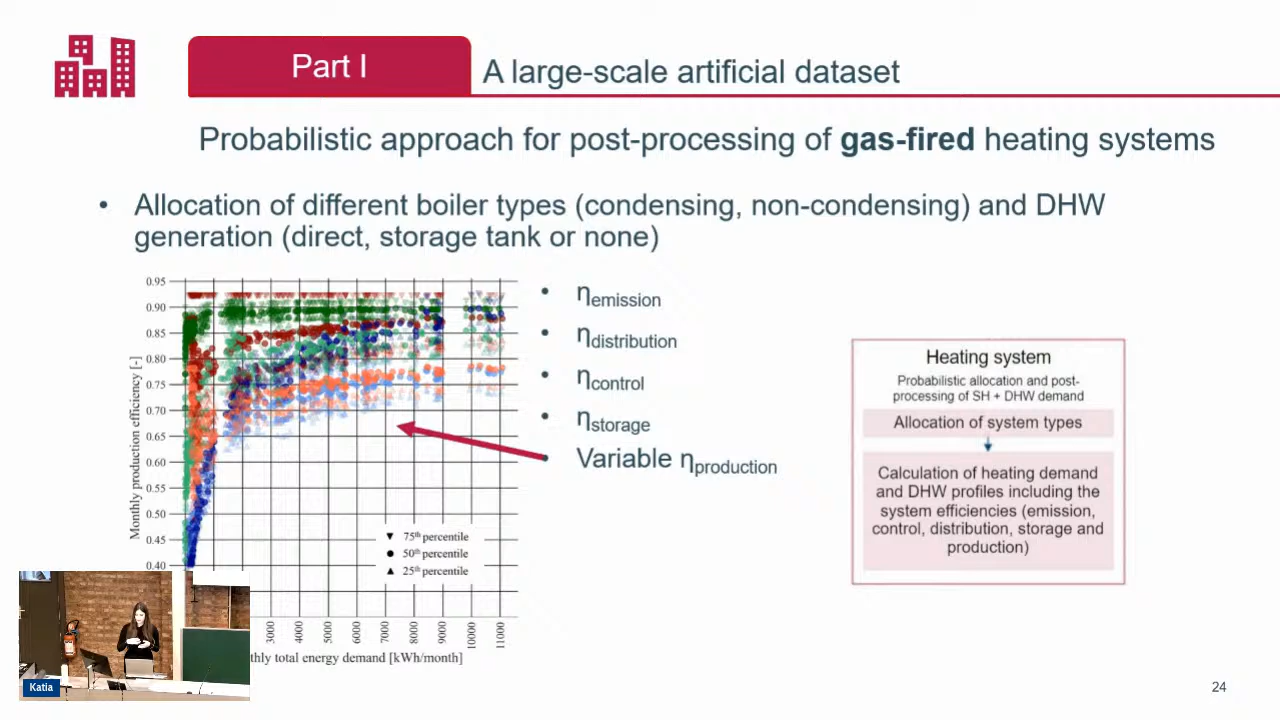 Part I
A large-scale artificial dataset
Probabilistic approach for post-processing of gas-fired heating systems
• Allocation of different boiler types (condensing, non-condensing) and DHW
generation (direct, storage tank or none)
Monthly production efficiency [-]
0.95
0.90
0.85
0.80
0.75
0.70
0.65
0.60
0.55
0.50
0.45
0.40
▼ 75th percentile
● 50th percentile
▲ 25th percentile
3000
4000
5000
6000
7000
8000
9000
10000
11000
thly total energy demand [kWh/month]
• ηemission
• ηdistribution
• ηcontrol
• ηstorage
• Variable ηproduction
Heating system
Probabilistic allocation and post-
processing of SH + DHW demand
Allocation of system types
Calculation of heating demand
and DHW profiles including the
system efficiencies (emission,
control, distribution, storage and
production)
Katia
24